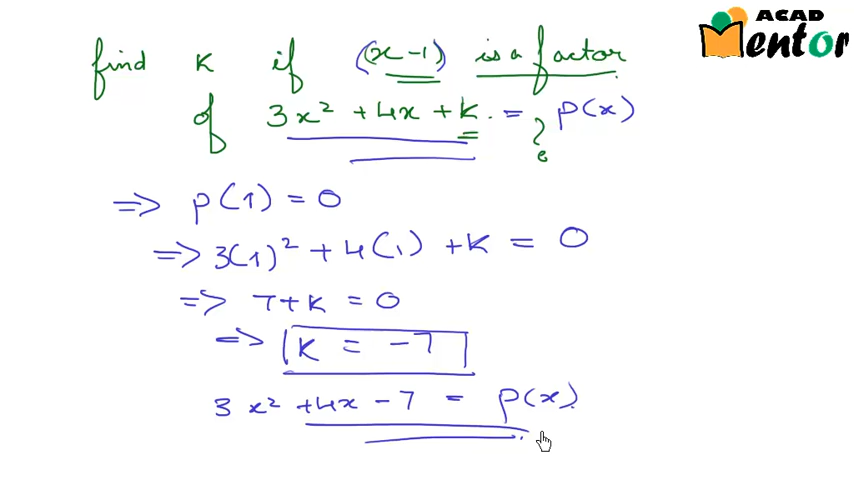 ACAD
Mentor
find K if (x-1) is a factor
of 3x² + 4x + k. = P(x)
?
=> P(1) = 0
=> 3(1)² + 4(1) + K = 0
=> 7+K = 0
=> K = -7
3x² +4x - 7 = P(x).